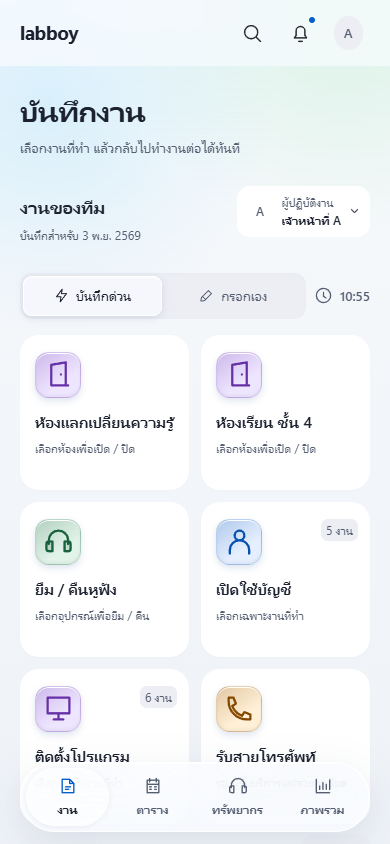 labboy
A
บันทึกงาน
เลือกงานที่ทำ แล้วกลับไปทำงานต่อได้ทันที
งานของทีม
บันทึกสำหรับ 3 พ.ย. 2569
A
ผู้ปฏิบัติงาน
เจ้าหน้าที่ A
บันทึกด่วน
กรอกเอง
10:55
ห้องแลกเปลี่ยนความรู้
เลือกห้องเพื่อเปิด / ปิด
ห้องเรียน ชั้น 4
เลือกห้องเพื่อเปิด / ปิด
ยืม / คืนหูฟัง
เลือกอุปกรณ์เพื่อยืม / คืน
5 งาน
เปิดใช้บัญชี
เลือกเฉพาะงานที่ทำ
6 งาน
ติดตั้งโปรแกรม
รับสายโทรศัพท์
งาน
ตาราง
ทรัพยากร
ภาพรวม